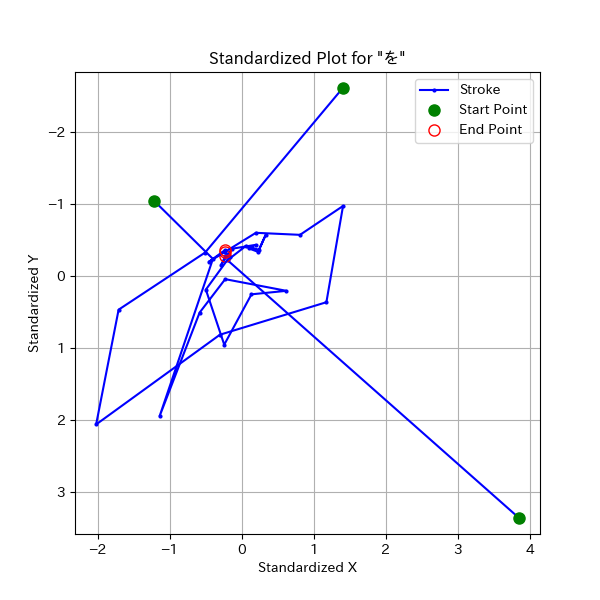 Standardized Plot for "を"
Stroke
Start Point
End Point
−2
−1
0
1
2
3
Standardized Y
−2 −1 0 1 2 3 4
Standardized X